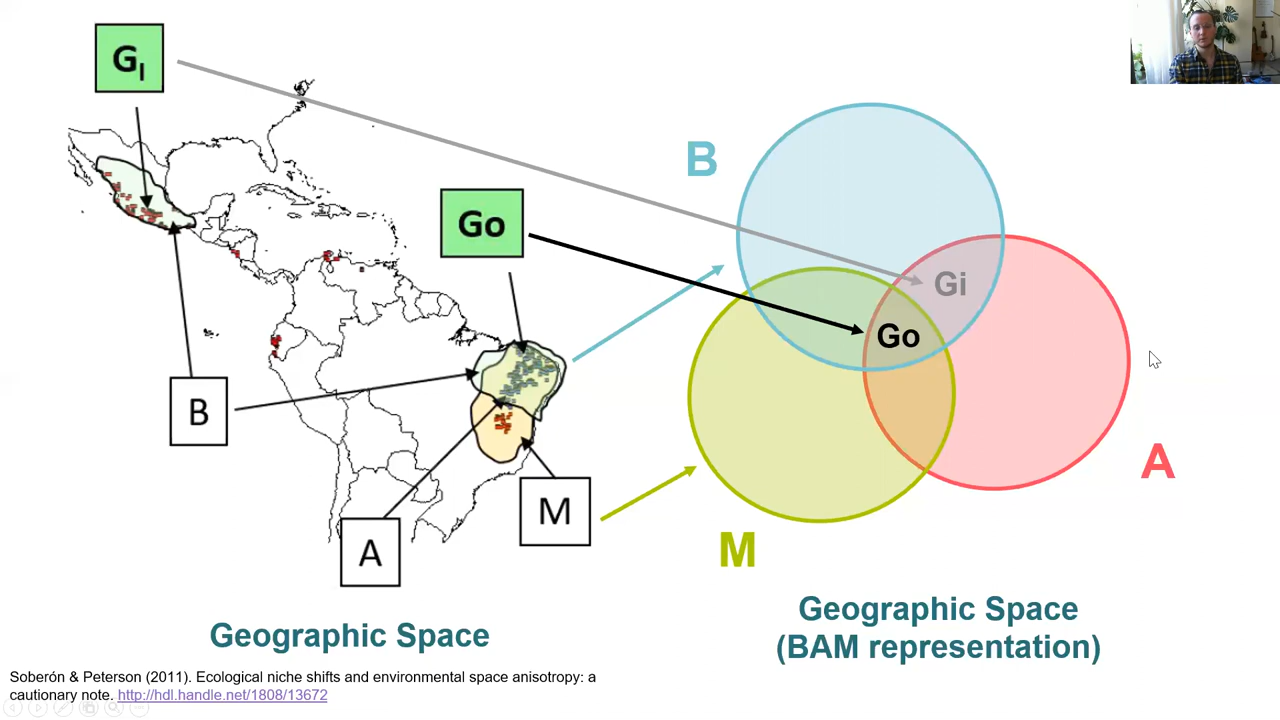 G_I
B
Go
Gi
Go
B
A
M
M
A
Geographic Space
(BAM representation)
Geographic Space
Soberón & Peterson (2011). Ecological niche shifts and environmental space anisotropy: a
cautionary note. http://hdl.handle.net/1808/13672